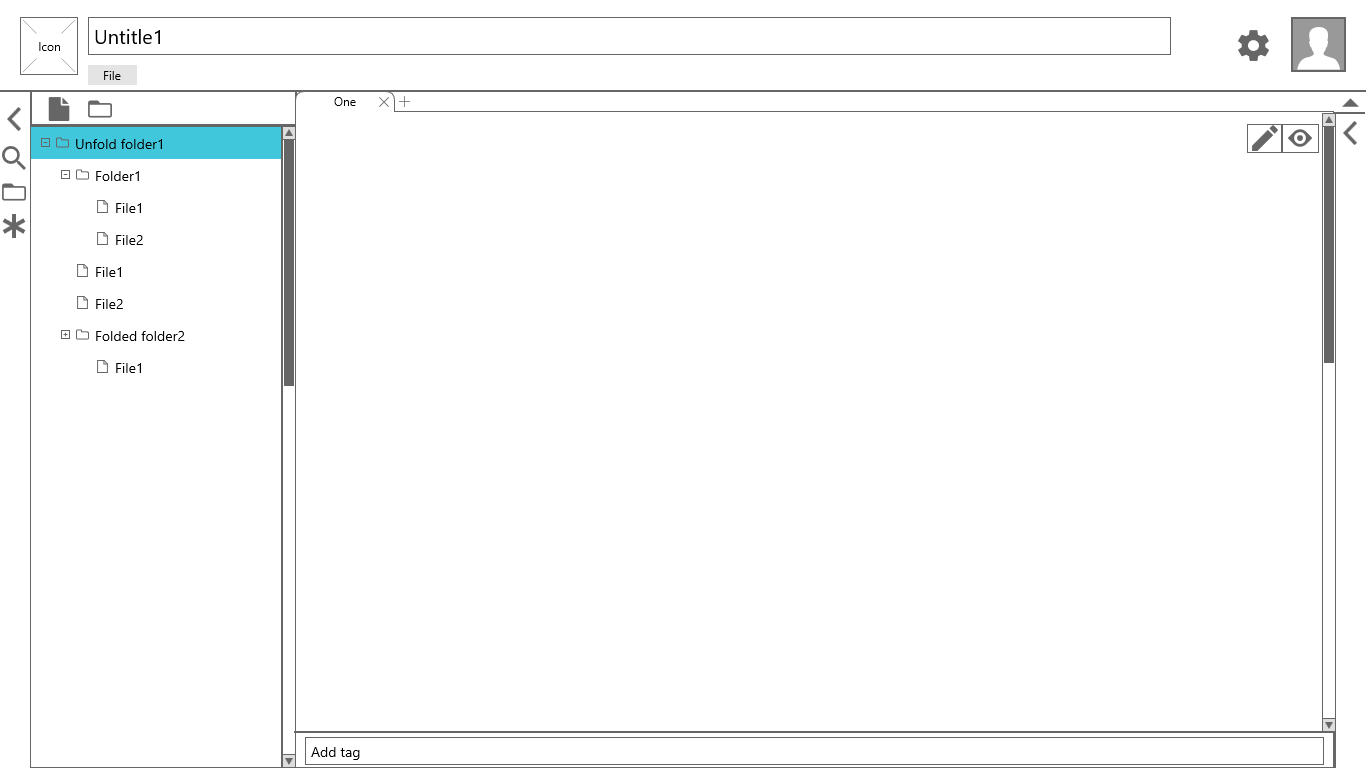 Untitle1
Icon
File
One
Unfold folder1
Folder1
File1
File2
File1
File2
Folded folder2
File1
Add tag